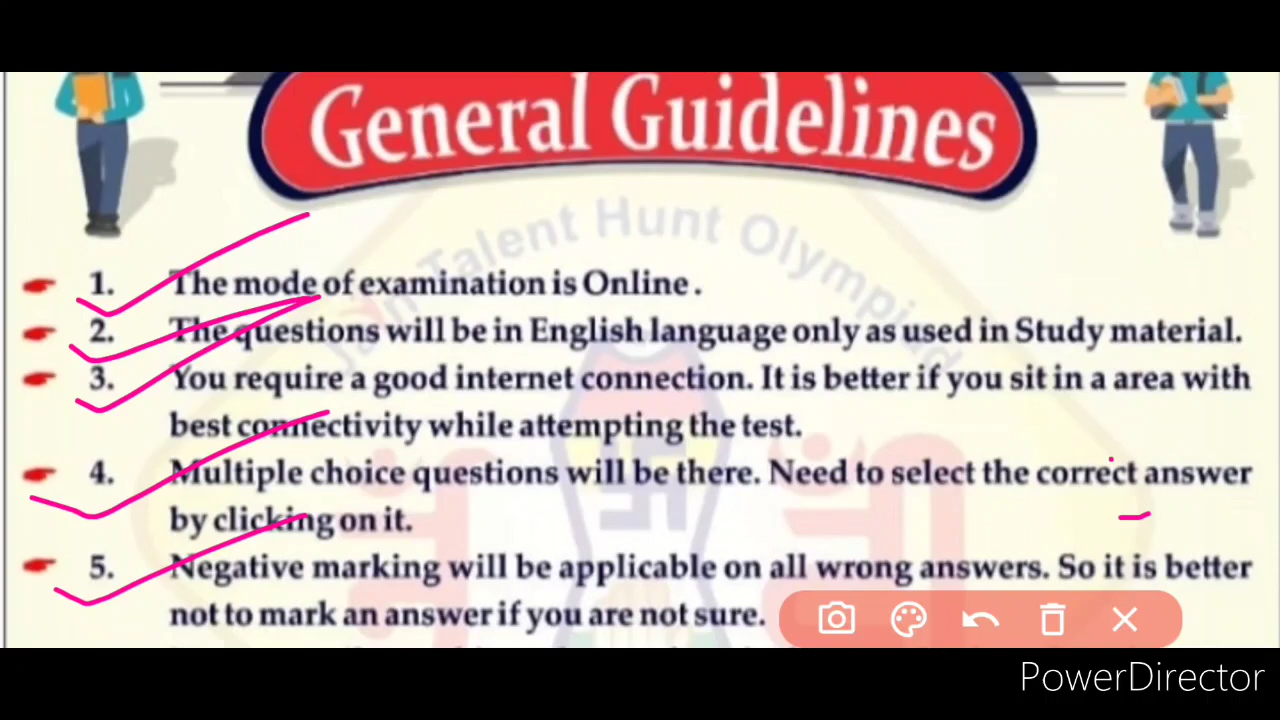 General Guidelines
Jain Talent Hunt Olympiad
1. The mode of examination is Online .
2. The questions will be in English language only as used in Study material.
3. You require a good internet connection. It is better if you sit in a area with
best connectivity while attempting the test.
4. Multiple choice questions will be there. Need to select the correct answer
by clicking on it.
5. Negative marking will be applicable on all wrong answers. So it is better
not to mark an answer if you are not sure.
PowerDirector